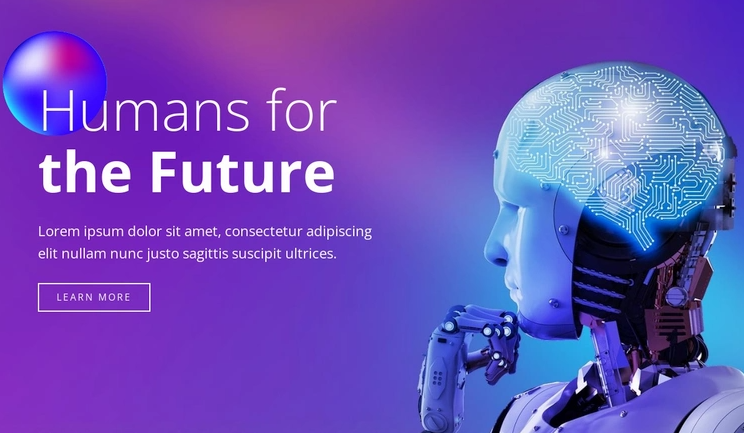 Humans for
the Future
Lorem ipsum dolor sit amet, consectetur adipiscing
elit nullam nunc justo sagittis suscipit ultrices.
LEARN MORE